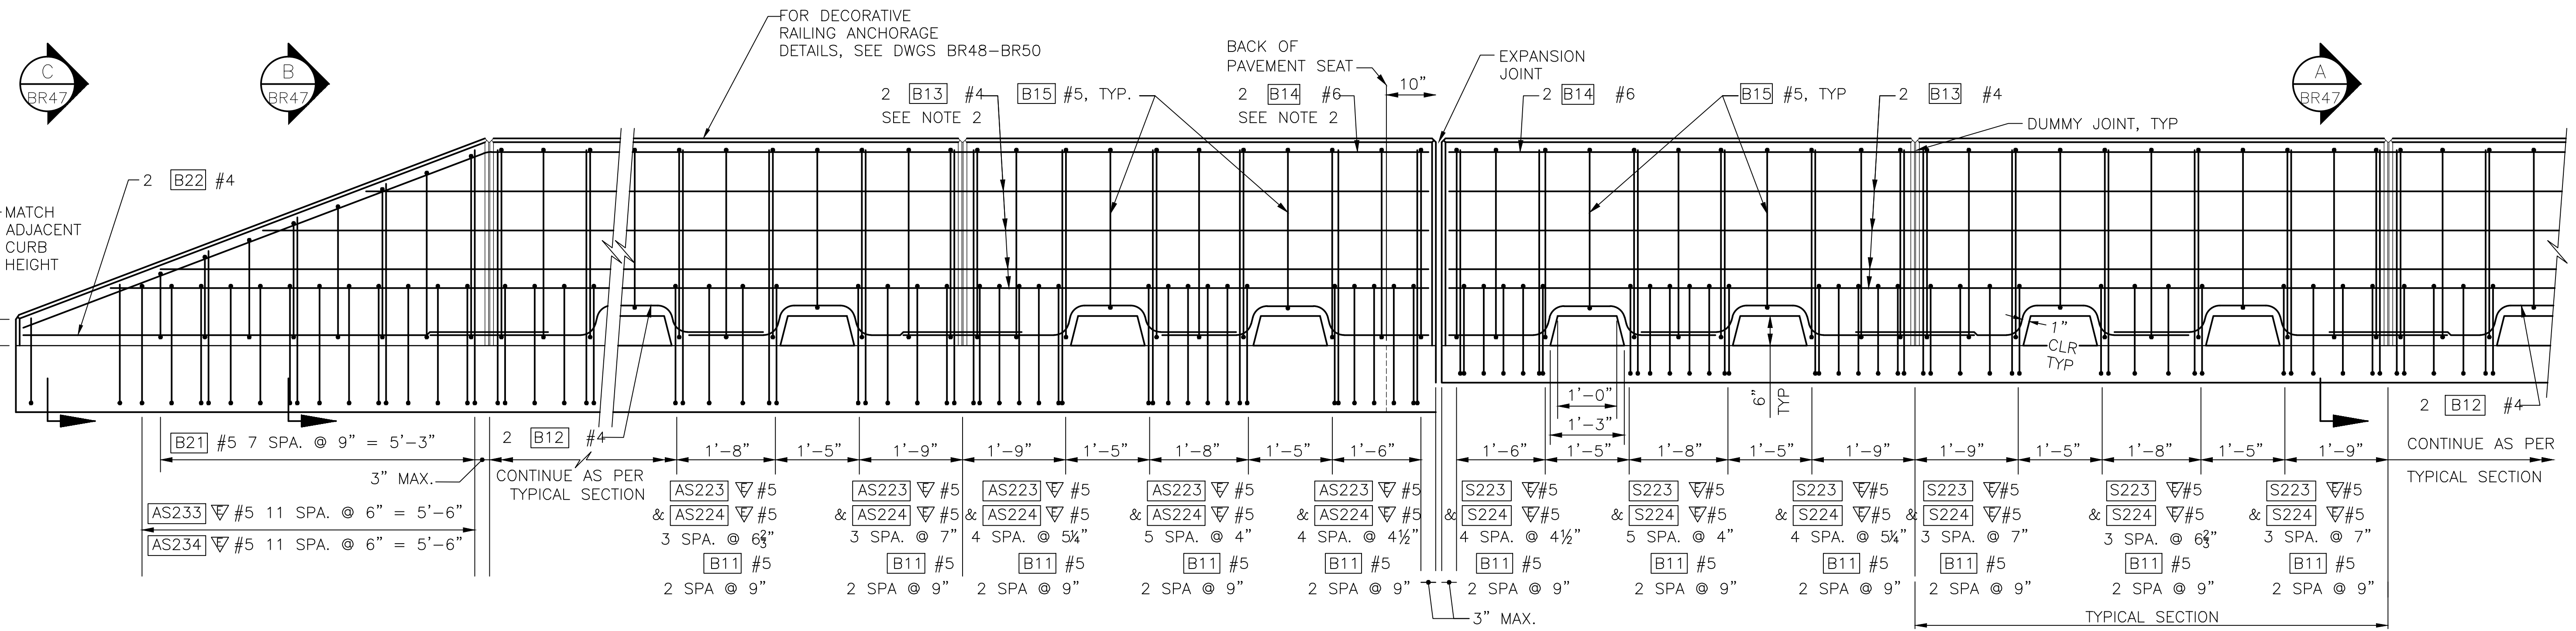 FOR DECORATIVE
RAILING ANCHORAGE
DETAILS, SEE DWGS BR48-BR50
BACK OF
PAVEMENT SEAT
EXPANSION
JOINT
C
BR47
B
BR47
A
BR47
10"
2 B13 #4
SEE NOTE 2
B15 #5, TYP.
2 B14 #6
SEE NOTE 2
2 B14 #6
B15 #5, TYP
2 B13 #4
DUMMY JOINT, TYP
2 B22 #4
MATCH
ADJACENT
CURB
HEIGHT
1"
CLR
TYP
6"
TYP
1'-0"
1'-3"
2 B12 #4
B21 #5 7 SPA. @ 9" = 5'-3"
3" MAX.
2 B12 #4
CONTINUE AS PER
TYPICAL SECTION
1'-8" 1'-5" 1'-9" 1'-9" 1'-5" 1'-8" 1'-5" 1'-6" 1'-6" 1'-5" 1'-8" 1'-5" 1'-9" 1'-9" 1'-5" 1'-8" 1'-5" 1'-9"
CONTINUE AS PER
TYPICAL SECTION
AS233 E #5 11 SPA. @ 6" = 5'-6"
AS234 E #5 11 SPA. @ 6" = 5'-6"
AS223 E #5
& AS224 E #5
3 SPA. @ 6⅔"
B11 #5
2 SPA @ 9"
AS223 E #5
& AS224 E #5
3 SPA. @ 7"
B11 #5
2 SPA @ 9"
AS223 E #5
& AS224 E #5
4 SPA. @ 5¼"
B11 #5
2 SPA @ 9"
AS223 E #5
& AS224 E #5
5 SPA. @ 4"
B11 #5
2 SPA @ 9"
AS223 E #5
& AS224 E #5
4 SPA. @ 4½"
B11 #5
2 SPA @ 9"
S223 E #5
& S224 E #5
4 SPA. @ 4½"
B11 #5
2 SPA @ 9"
S223 E #5
& S224 E #5
5 SPA. @ 4"
B11 #5
2 SPA @ 9"
S223 E #5
& S224 E #5
4 SPA. @ 5¼"
B11 #5
2 SPA @ 9"
S223 E #5
& S224 E #5
3 SPA. @ 7"
B11 #5
2 SPA @ 9"
S223 E #5
& S224 E #5
3 SPA. @ 6⅔"
B11 #5
2 SPA @ 9"
S223 E #5
& S224 E #5
3 SPA. @ 7"
B11 #5
2 SPA @ 9"
3" MAX.
TYPICAL SECTION